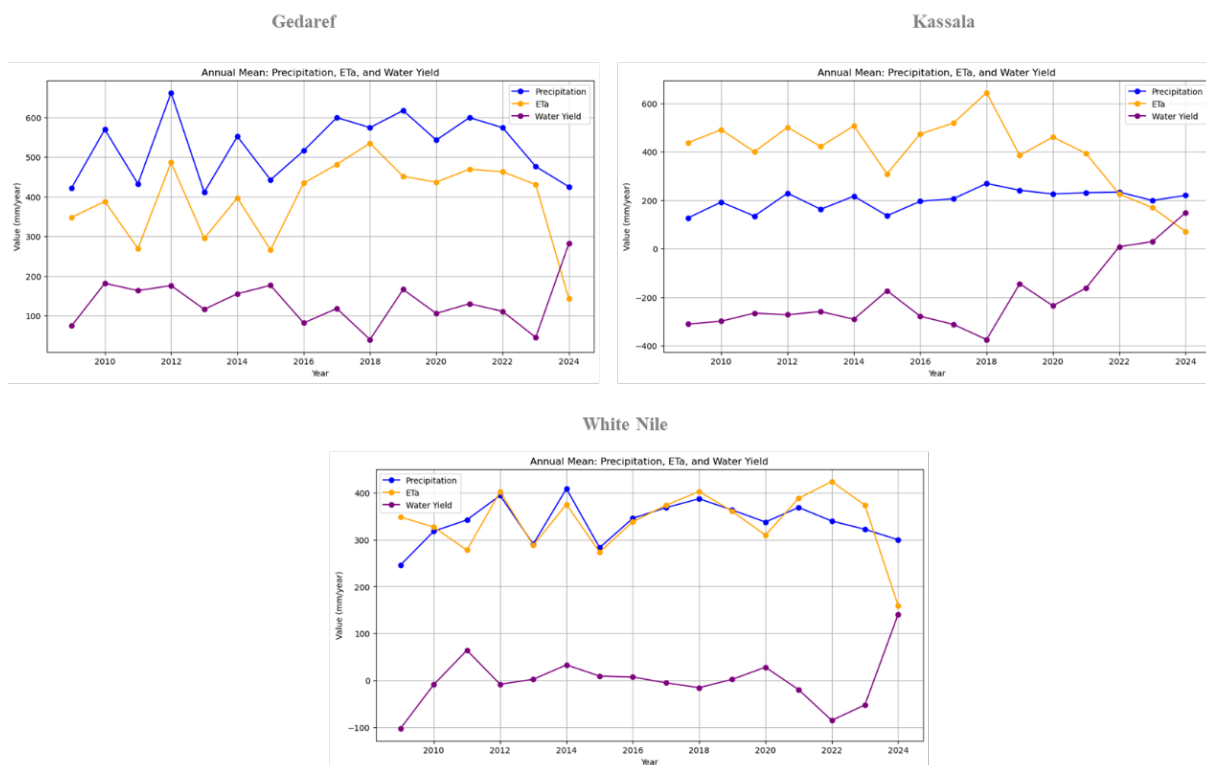 Gedaref
Kassala
Annual Mean: Precipitation, ETa, and Water Yield
Precipitation
ETa
Water Yield
600
500
400
300
200
100
Value (mm/year)
2010 2012 2014 2016 2018 2020 2022 2024
Year
Annual Mean: Precipitation, ETa, and Water Yield
Precipitation
ETa
Water Yield
600
400
200
0
−200
−400
Value (mm/year)
2010 2012 2014 2016 2018 2020 2022 2024
Year
White Nile
Annual Mean: Precipitation, ETa, and Water Yield
Precipitation
ETa
Water Yield
400
300
200
100
0
−100
Value (mm/year)
2010 2012 2014 2016 2018 2020 2022 2024
Year